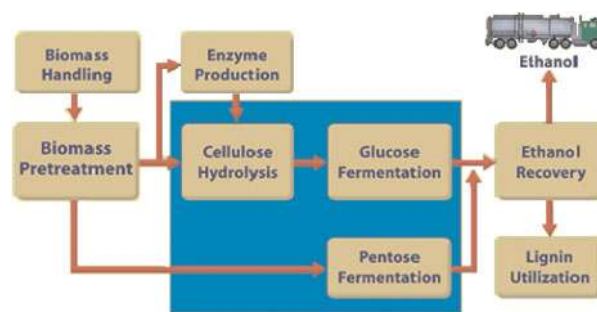 Biomass
Handling
Enzyme
Production
Ethanol
Biomass
Pretreatment
Cellulose
Hydrolysis
Glucose
Fermentation
Ethanol
Recovery
Pentose
Fermentation
Lignin
Utilization